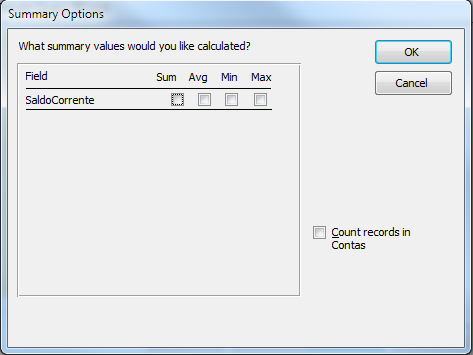 Summary Options
What summary values would you like calculated?
OK
Cancel
Field Sum Avg Min Max
SaldoCorrente
Count records in
Contas